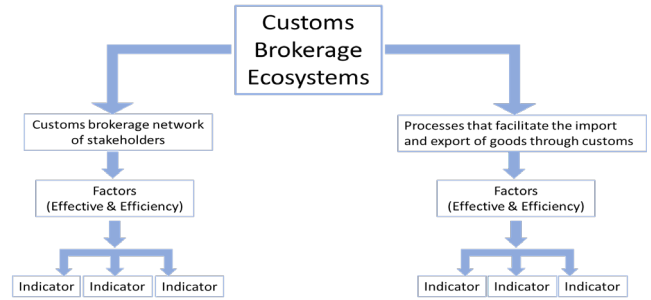 Customs
Brokerage
Ecosystems
Customs brokerage network
of stakeholders
Processes that facilitate the import
and export of goods through customs
Factors
(Effective & Efficiency)
Factors
(Effective & Efficiency)
Indicator
Indicator
Indicator
Indicator
Indicator
Indicator